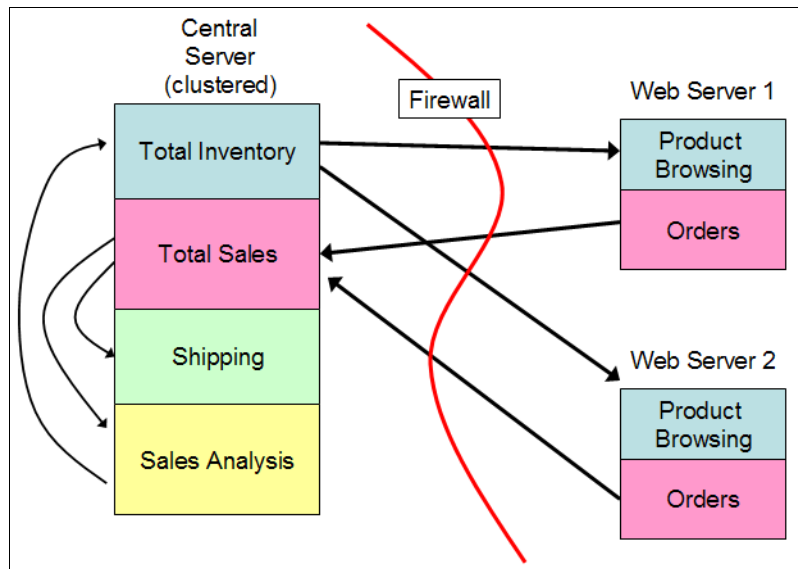 Central
Server
(clustered)
Total Inventory
Total Sales
Shipping
Sales Analysis
Firewall
Web Server 1
Product
Browsing
Orders
Web Server 2
Product
Browsing
Orders